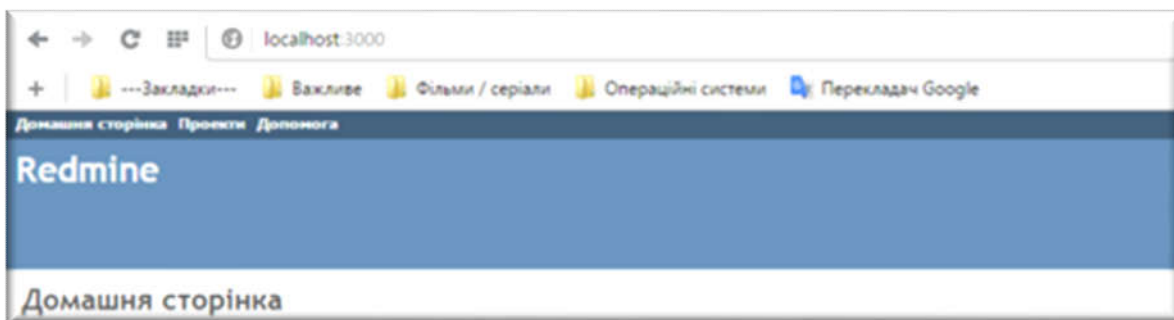 localhost:3000
---Закладки--- Важливе Фільми / серіали Операційні системи Перекладач Google
Домашня сторінка Проекти Допомога
Redmine
Домашня сторінка